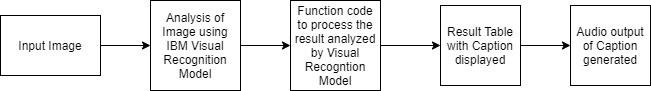 Input Image
Analysis of
Image using
IBM Visual
Recognition
Model
Function code
to process the
result analyzed
by Visual
Recogntion
Model
Result Table
with Caption
displayed
Audio output
of Caption
generated